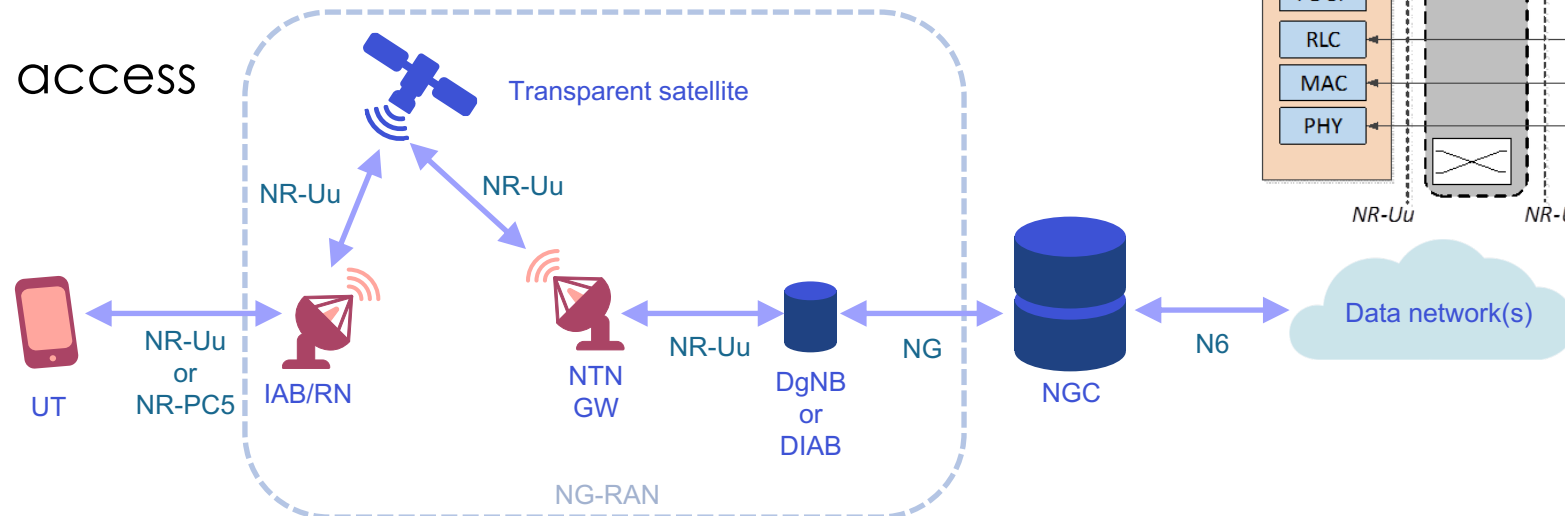 access
Transparent satellite
NR-Uu
NR-Uu
NR-Uu
or
NR-PC5
UT
IAB/RN
NTN
GW
NR-Uu
DgNB
or
DIAB
NG
NGC
N6
Data network(s)
NG-RAN
RLC
MAC
PHY
NR-Uu